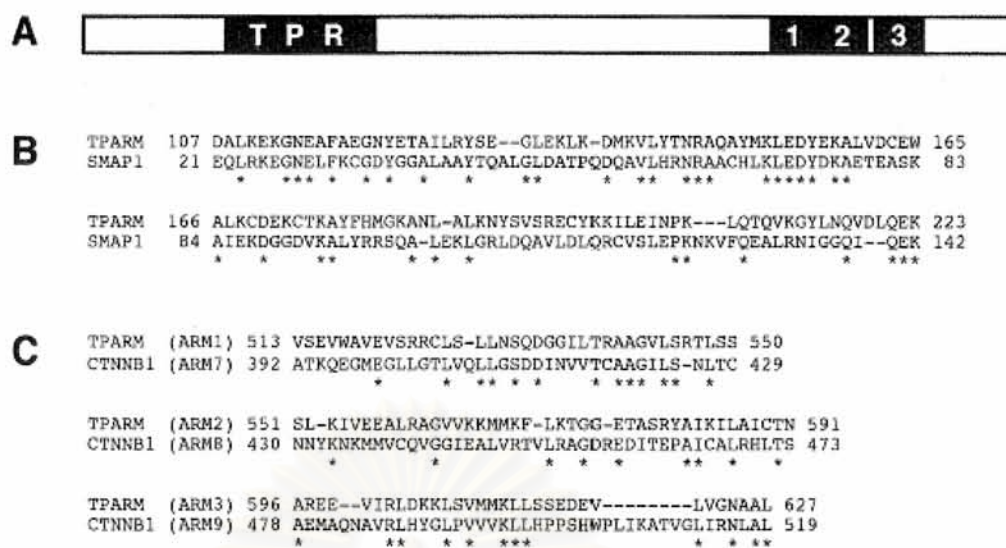 A T P R 1 2 3
B
TPARM 107 DALKEKGNEAFAEGNYETAILRYSE--GLEKLK-DMKVLYTNRAQAYMKLEDYEKALVDCEW 165
SMAP1 21 EQLRKEGNELFKCGDYGGALAAYTQALGLDATPQDQAVLHRNRAACHLKLEDYDKAETEASK 83
* *** * * * * * ** * ** *** ***** **
TPARM 166 ALKCDEKCTKAYFHMGKANL-ALKNYSVSRECYKKILEINPK---LQTQVKGYLNQVDLQEK 223
SMAP1 84 AIEKDGGDVKALYRRSQA-LEKLGRLDQAVLDLQRCVSLEPKNKVFQEALRNIGGQI--QEK 142
* * ** * * * ** * * ***
C
TPARM (ARM1) 513 VSEVWAVEVSRRCLS-LLNSQDGGILTRAAGVLSRTLSS 550
CTNNB1 (ARM7) 392 ATKQEGMEGLLGTLVQLLGSDDINVVTCAAGILS-NLTC 429
* * ** * * * *** ** *
TPARM (ARM2) 551 SL-KIVEEALRAGVVKKMMKF-LKTGG-ETASRYAIKILAICTN 591
CTNNB1 (ARM8) 430 NNYKNKMMVCQVGGIEALVRTVLRAGDREDITEPAICALRHLTS 473
* * * * * ** * *
TPARM (ARM3) 596 AREE--VIRLDKKLSVMMKLLSSEDEV--------LVGNAAL 627
CTNNB1 (ARM9) 478 AEMAQNAVRLHYGLPVVVKLLHPPSHWPLIKATVGLIRNLAL 519
* ** * * *** * * **